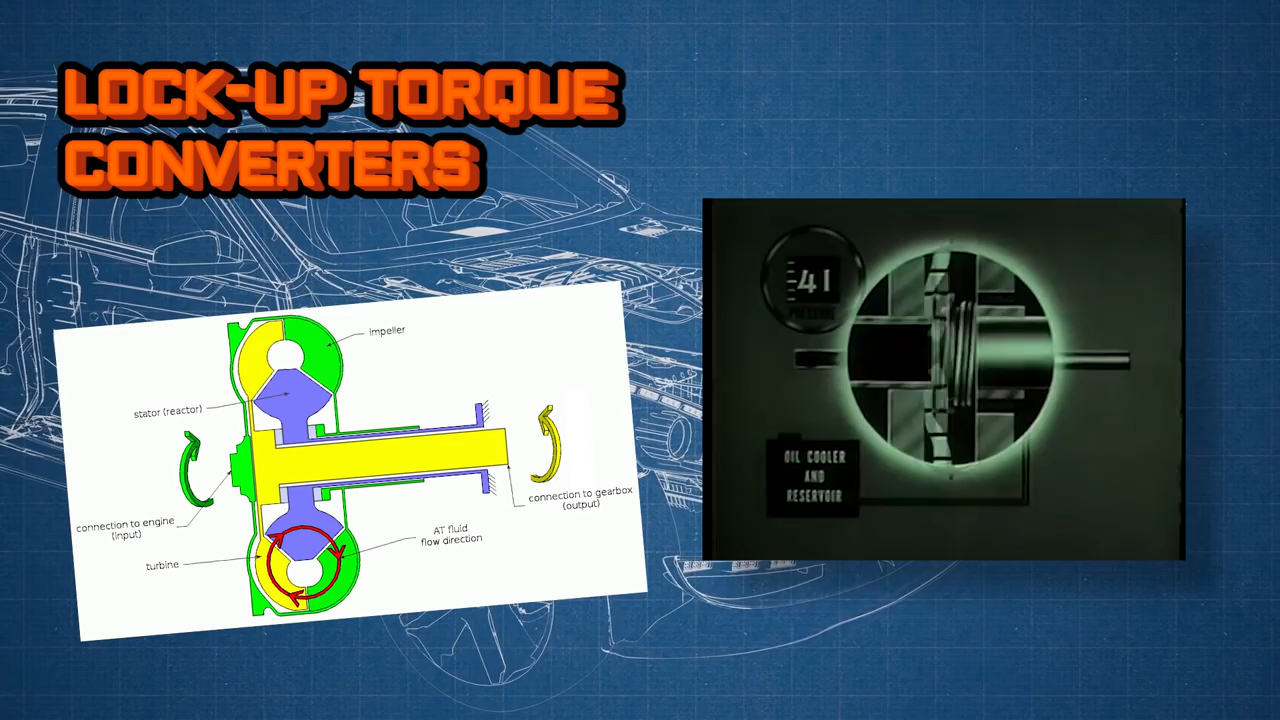 LOCK-UP TORQUE
CONVERTERS
impeller
stator (reactor)
connection to engine
(input)
turbine
AT fluid
flow direction
connection to gearbox
(output)
41
PRESSURE
OIL COOLER
AND
RESERVOIR